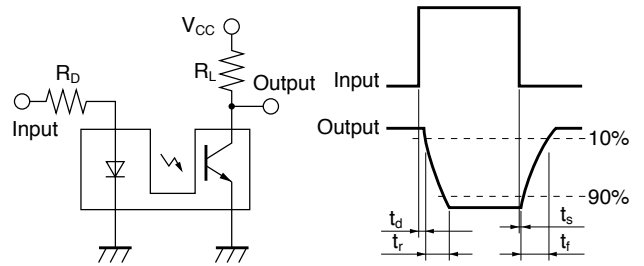 VCC
RD
RL
Output
Input
Input
Output
10%
90%
td
ts
tr
tf